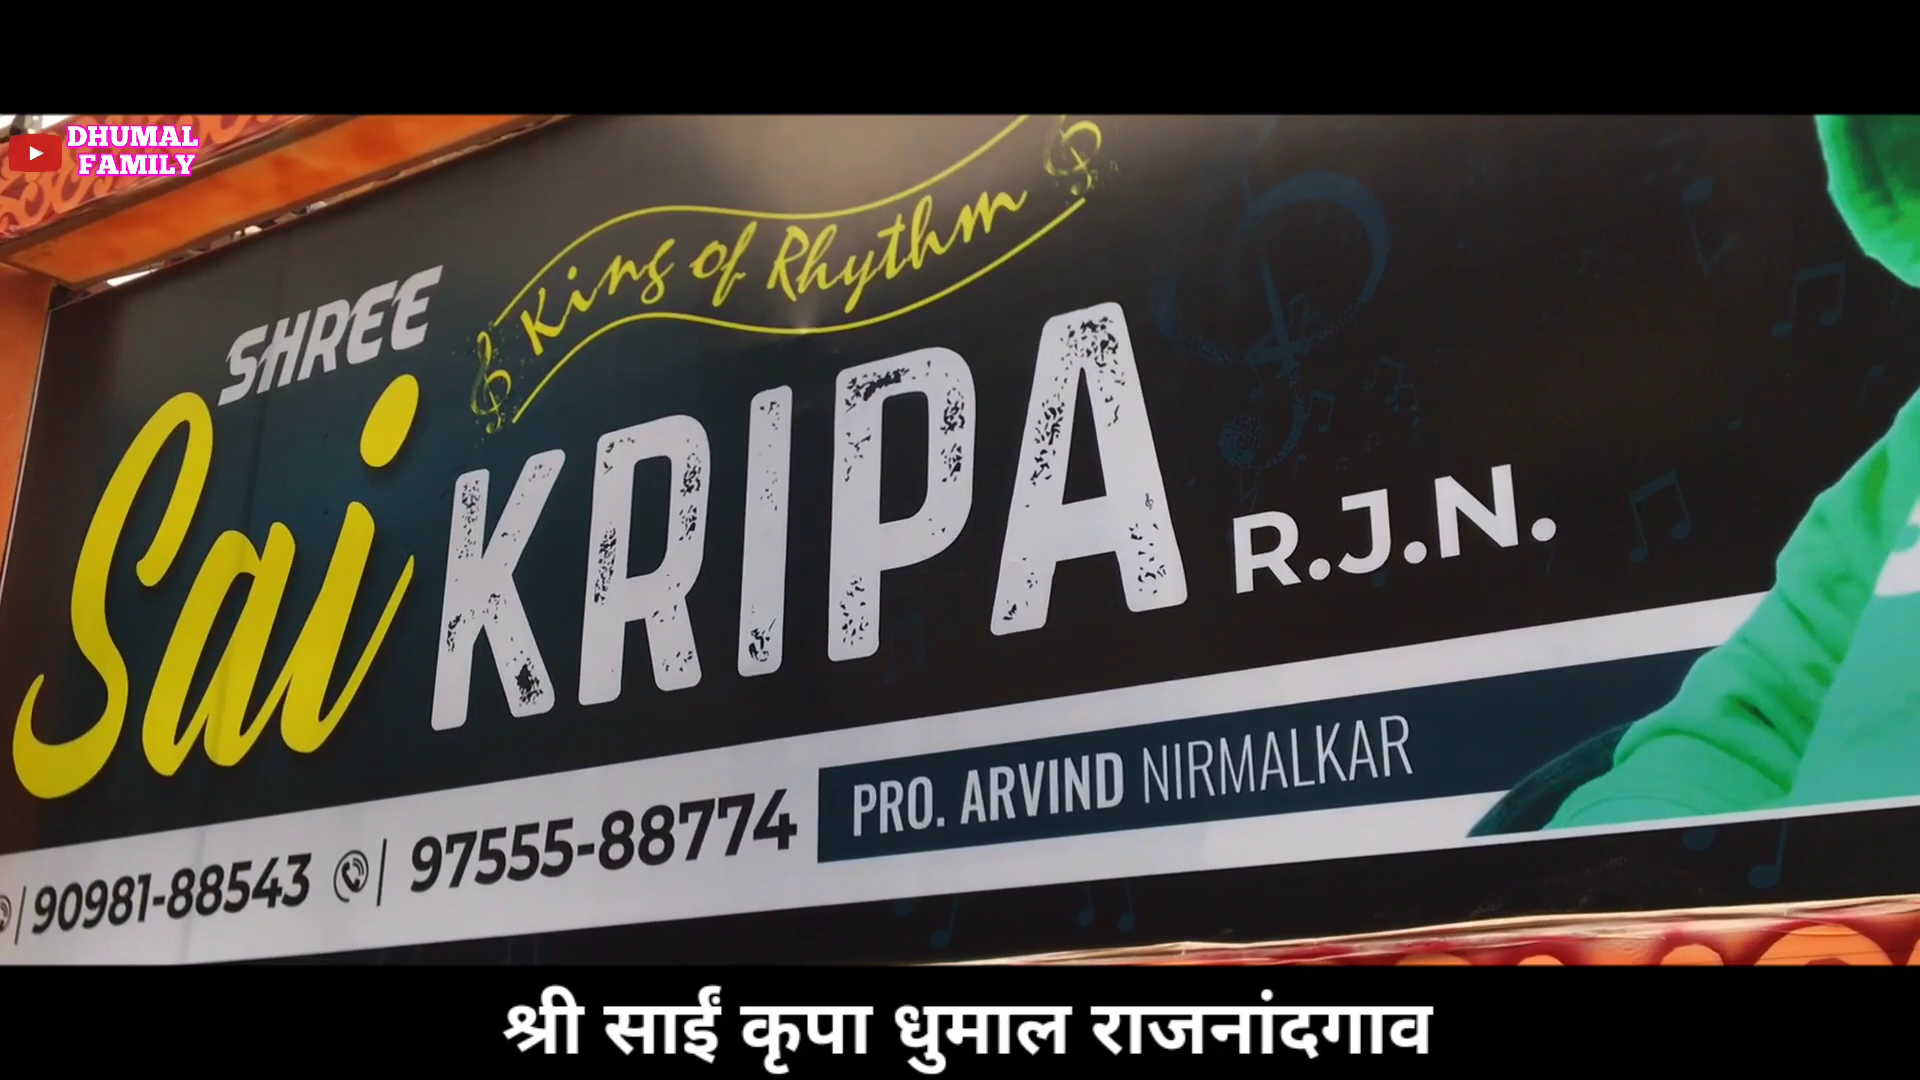 DHUMAL
FAMILY
King of Rhythm
SHREE
Sai KRIPA R.J.N.
PRO. ARVIND NIRMALKAR
90981-88543 | 97555-88774
श्री साईं कृपा धुमाल राजनांदगाव